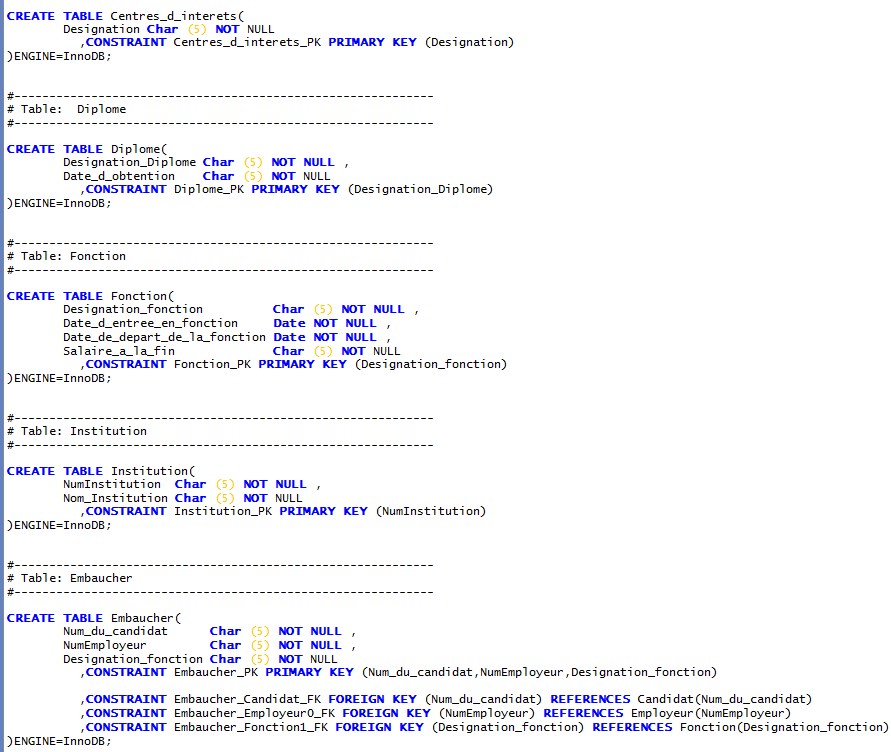 CREATE TABLE Centres_d_interets(
        Designation Char (5) NOT NULL
          ,CONSTRAINT Centres_d_interets_PK PRIMARY KEY (Designation)
)ENGINE=InnoDB;
#------------------------------------------------------------
# Table:  Diplome
#------------------------------------------------------------
CREATE TABLE Diplome(
        Designation_Diplome Char (5) NOT NULL ,
        Date_d_obtention    Char (5) NOT NULL
          ,CONSTRAINT Diplome_PK PRIMARY KEY (Designation_Diplome)
)ENGINE=InnoDB;
#------------------------------------------------------------
# Table: Fonction
#------------------------------------------------------------
CREATE TABLE Fonction(
        Designation_fonction          Char (5) NOT NULL ,
        Date_d_entree_en_fonction     Date NOT NULL ,
        Date_de_depart_de_la_fonction Date NOT NULL ,
        Salaire_a_la_fin              Char (5) NOT NULL
          ,CONSTRAINT Fonction_PK PRIMARY KEY (Designation_fonction)
)ENGINE=InnoDB;
#------------------------------------------------------------
# Table: Institution
#------------------------------------------------------------
CREATE TABLE Institution(
        NumInstitution  Char (5) NOT NULL ,
        Nom_Institution Char (5) NOT NULL
          ,CONSTRAINT Institution_PK PRIMARY KEY (NumInstitution)
)ENGINE=InnoDB;
#------------------------------------------------------------
# Table: Embaucher
#------------------------------------------------------------
CREATE TABLE Embaucher(
        Num_du_candidat      Char (5) NOT NULL ,
        NumEmployeur         Char (5) NOT NULL ,
        Designation_fonction Char (5) NOT NULL
          ,CONSTRAINT Embaucher_PK PRIMARY KEY (Num_du_candidat,NumEmployeur,Designation_fonction)
          ,CONSTRAINT Embaucher_Candidat_FK FOREIGN KEY (Num_du_candidat) REFERENCES Candidat(Num_du_candidat)
          ,CONSTRAINT Embaucher_Employeur0_FK FOREIGN KEY (NumEmployeur) REFERENCES Employeur(NumEmployeur)
          ,CONSTRAINT Embaucher_Fonction1_FK FOREIGN KEY (Designation_fonction) REFERENCES Fonction(Designation_fonction)
)ENGINE=InnoDB;